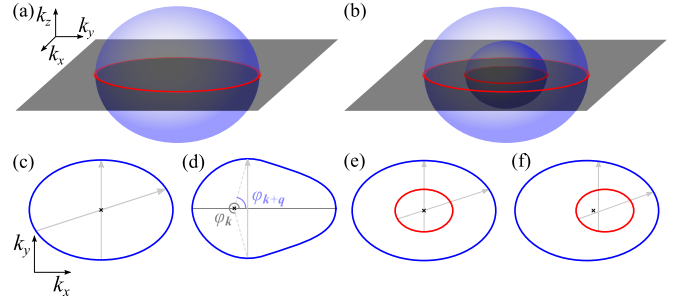 (a)
k_z
k_y
k_x
(b)
(c)
(d)
(e)
(f)
φ_{k+q}
φ_k
k_y
k_x